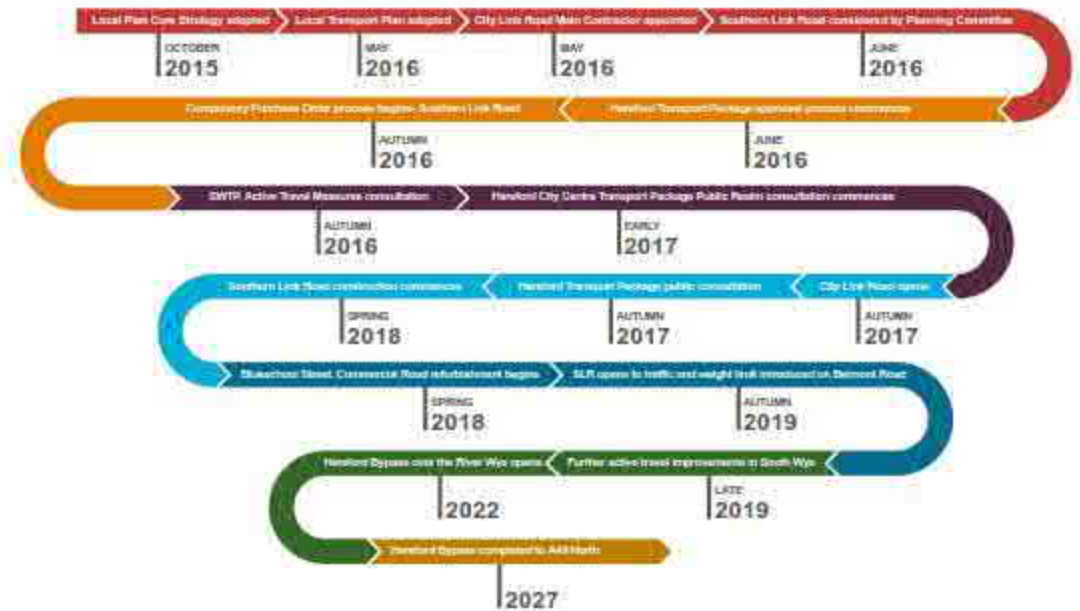 Local Plan Core Strategy adopted
Local Transport Plan adopted
City Link Road Main Contractor appointed
Southern Link Road considered by Planning Committee
OCTOBER
2015
MAY
2016
MAY
2016
JUNE
2016
Compulsory Purchase Order process begins- Southern Link Road
Hereford Transport Package appraisal process commences
AUTUMN
2016
JUNE
2016
SWTP, Active Travel Measures consultation
Hereford City Centre Transport Package Public Realm consultation commences
AUTUMN
2016
EARLY
2017
Southern Link Road construction commences
Hereford Transport Package public consultation
City Link Road opens
SPRING
2018
AUTUMN
2017
AUTUMN
2017
Blueschool Street, Commercial Road refurbishment begins
SLR opens to traffic and weight limit introduced on Belmont Road
SPRING
2018
AUTUMN
2019
Hereford Bypass over the River Wye opens
Further active travel improvements in South Wye
2022
LATE
2019
Hereford Bypass completed to A49 North
2027